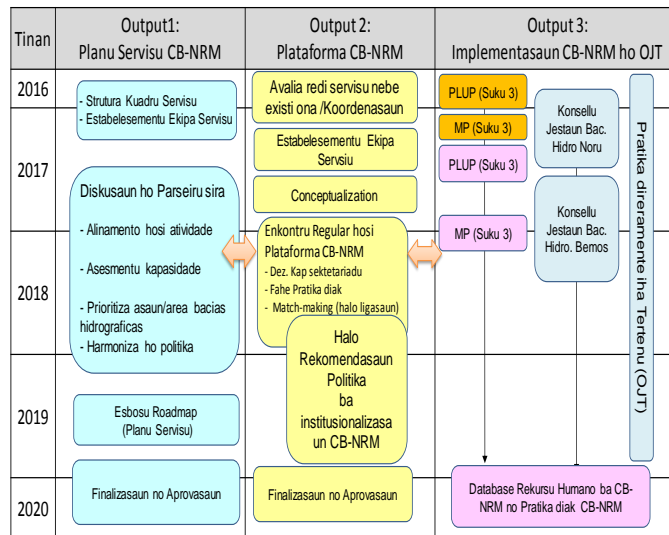 Tinan
Output1:
Planu Servisu CB-NRM
Output 2:
Plataforma CB-NRM
Output 3:
Implementasaun CB-NRM ho OJT
2016
2017
2018
2019
2020
- Strutura Kuadru Servisu
- Estabelesementu Ekipa Servisu
Diskusaun ho Parseiru sira
- Alinamento hosi atividade
- Asesmentu kapasidade
- Prioritiza asaun/area bacias
hidrograficas
- Harmoniza ho politika
Esbosu Roadmap
(Planu Servisu)
Finalizasaun no Aprovasaun
Avalia redi servisu nebe
existi ona /Koordenasaun
Estabelesementu Ekipa
Servsiu
Conceptualization
Enkontru Regular hosi
Plataforma CB-NRM
- Dez. Kap sektetariadu
- Fahe Pratika diak
- Match-making (halo ligasaun)
Halo
Rekomendasaun
Politika
ba
institusionalizasa
un CB-NRM
Finalizasaun no Aprovasaun
PLUP (Suku 3)
MP (Suku 3)
PLUP (Suku 3)
MP (Suku 3)
Konsellu
Jestaun Bac.
Hidro Noru
Konsellu
Jestaun Bac.
Hidro. Bemos
Pratika direramente iha Tertenu (OJT)
Database Rekursu Humano ba CB-
NRM no Pratika diak CB-NRM